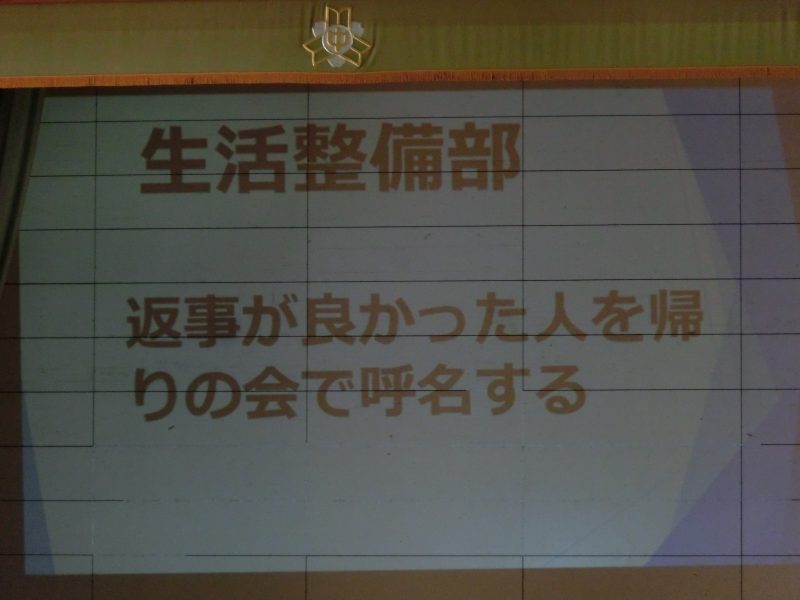 中
生活整備部
返事が良かった人を帰
りの会で呼名する